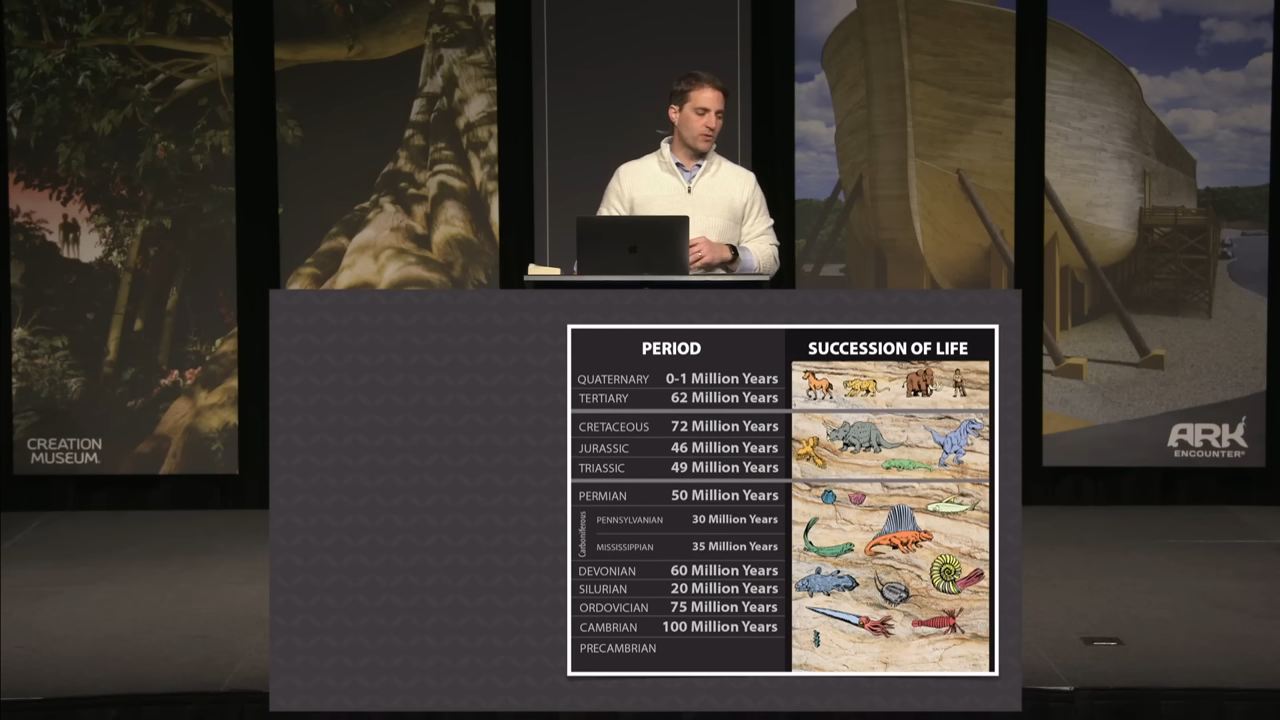 CREATION
MUSEUM
ARK
ENCOUNTER
PERIOD SUCCESSION OF LIFE
QUATERNARY 0-1 Million Years
TERTIARY 62 Million Years
CRETACEOUS 72 Million Years
JURASSIC 46 Million Years
TRIASSIC 49 Million Years
PERMIAN 50 Million Years
Carboniferous
PENNSYLVANIAN 30 Million Years
MISSISSIPPIAN 35 Million Years
DEVONIAN 60 Million Years
SILURIAN 20 Million Years
ORDOVICIAN 75 Million Years
CAMBRIAN 100 Million Years
PRECAMBRIAN